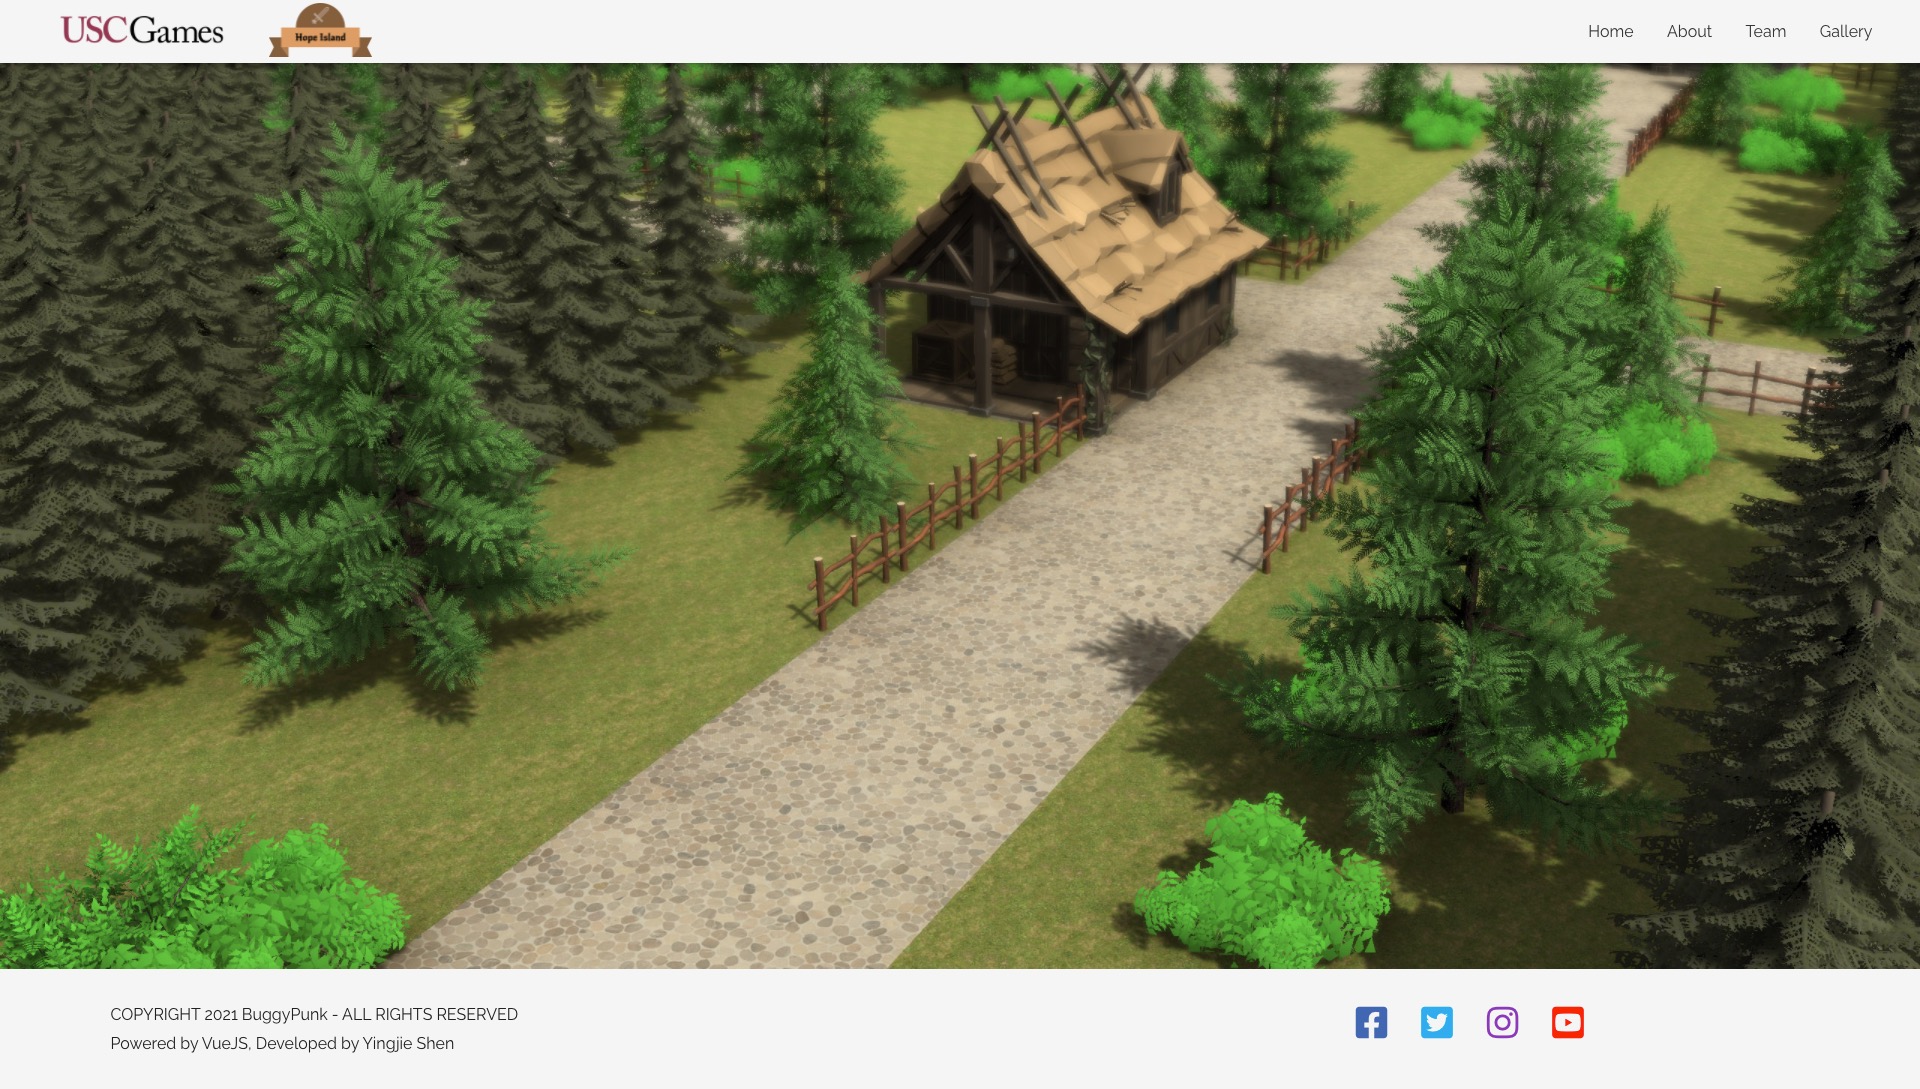 USCGames
Hope Island
Home
About
Team
Gallery
COPYRIGHT 2021 BuggyPunk - ALL RIGHTS RESERVED
Powered by VueJS, Developed by Yingjie Shen